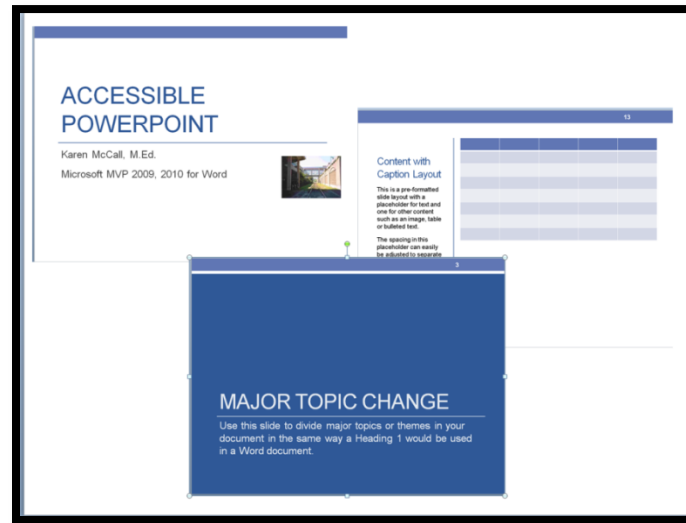 ACCESSIBLE
POWERPOINT
Karen McCall, M.Ed.
Microsoft MVP 2009, 2010 for Word
13
Content with
Caption Layout
This is a pre-formatted
slide layout with a
placeholder for text and
one for other content
such as an image, table
or bulleted text.
The spacing in this
placeholder can easily
be adjusted to separate
3
MAJOR TOPIC CHANGE
Use this slide to divide major topics or themes in your
document in the same way a Heading 1 would be used
in a Word document.